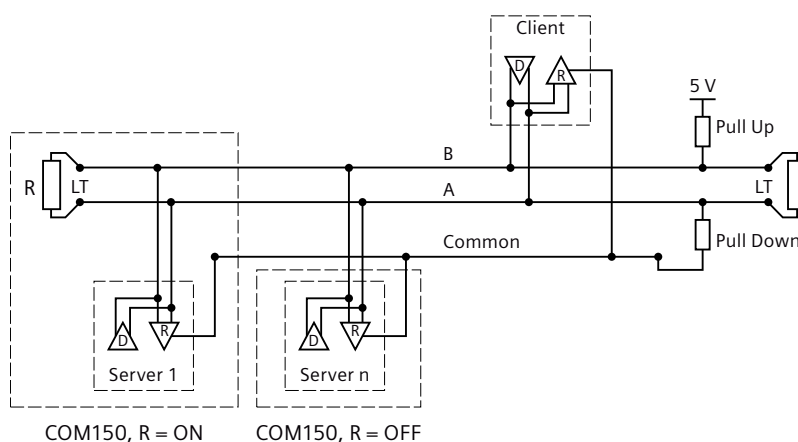 Client
D
R
5 V
Pull Up
B
R
LT
A
LT
Common
Pull Down
D
R
Server 1
D
R
Server n
COM150, R = ON
COM150, R = OFF